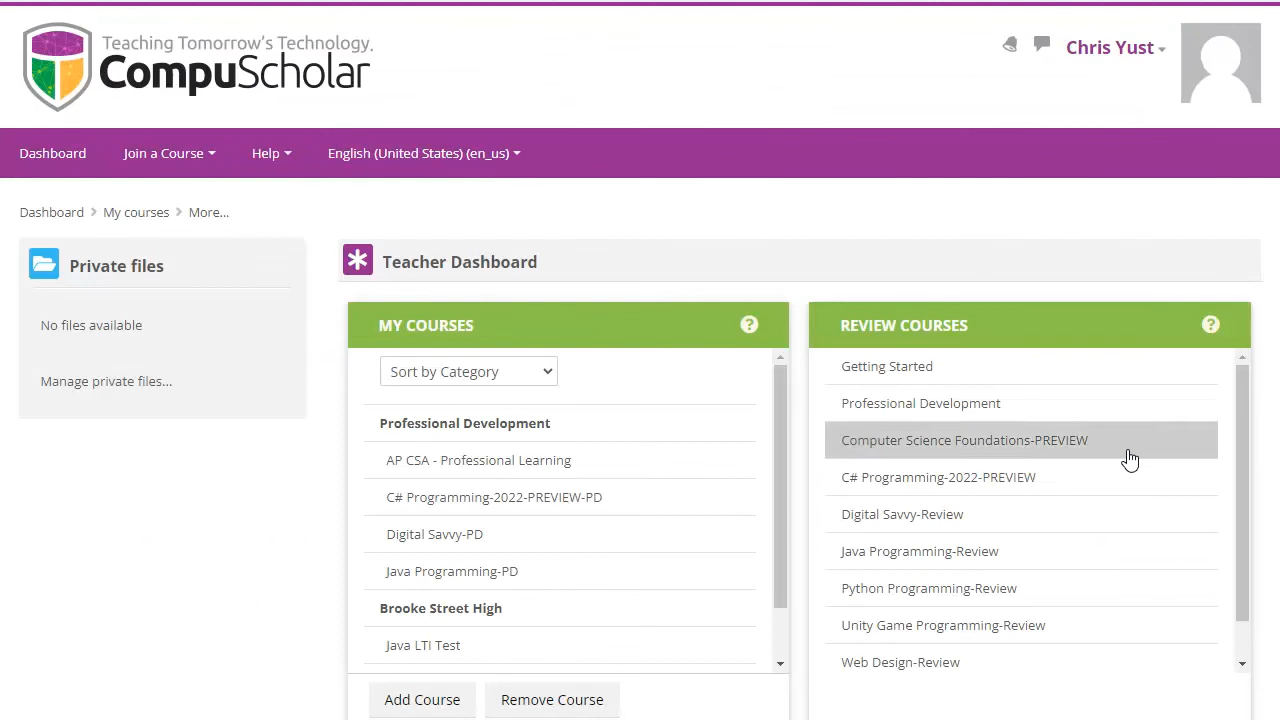 Teaching Tomorrow's Technology.
CompuScholar
Chris Yust
Dashboard
Join a Course
Help
English (United States) (en_us)
Dashboard
My courses
More...
Private files
No files available
Manage private files...
Teacher Dashboard
MY COURSES
?
Sort by Category
Professional Development
AP CSA - Professional Learning
C# Programming-2022-PREVIEW-PD
Digital Savvy-PD
Java Programming-PD
Brooke Street High
Java LTI Test
Add Course
Remove Course
REVIEW COURSES
?
Getting Started
Professional Development
Computer Science Foundations-PREVIEW
C# Programming-2022-PREVIEW
Digital Savvy-Review
Java Programming-Review
Python Programming-Review
Unity Game Programming-Review
Web Design-Review